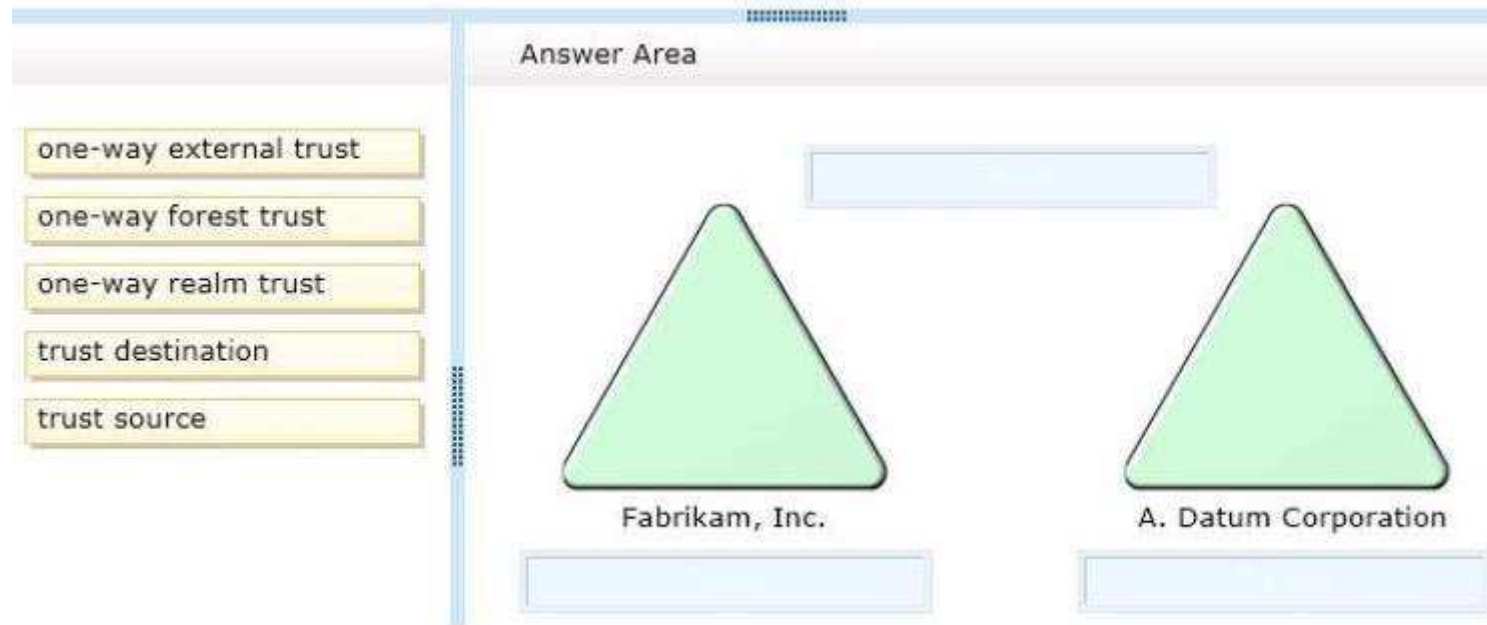 Answer Area
one-way external trust
one-way forest trust
one-way realm trust
trust destination
trust source
Fabrikam, Inc.
A. Datum Corporation